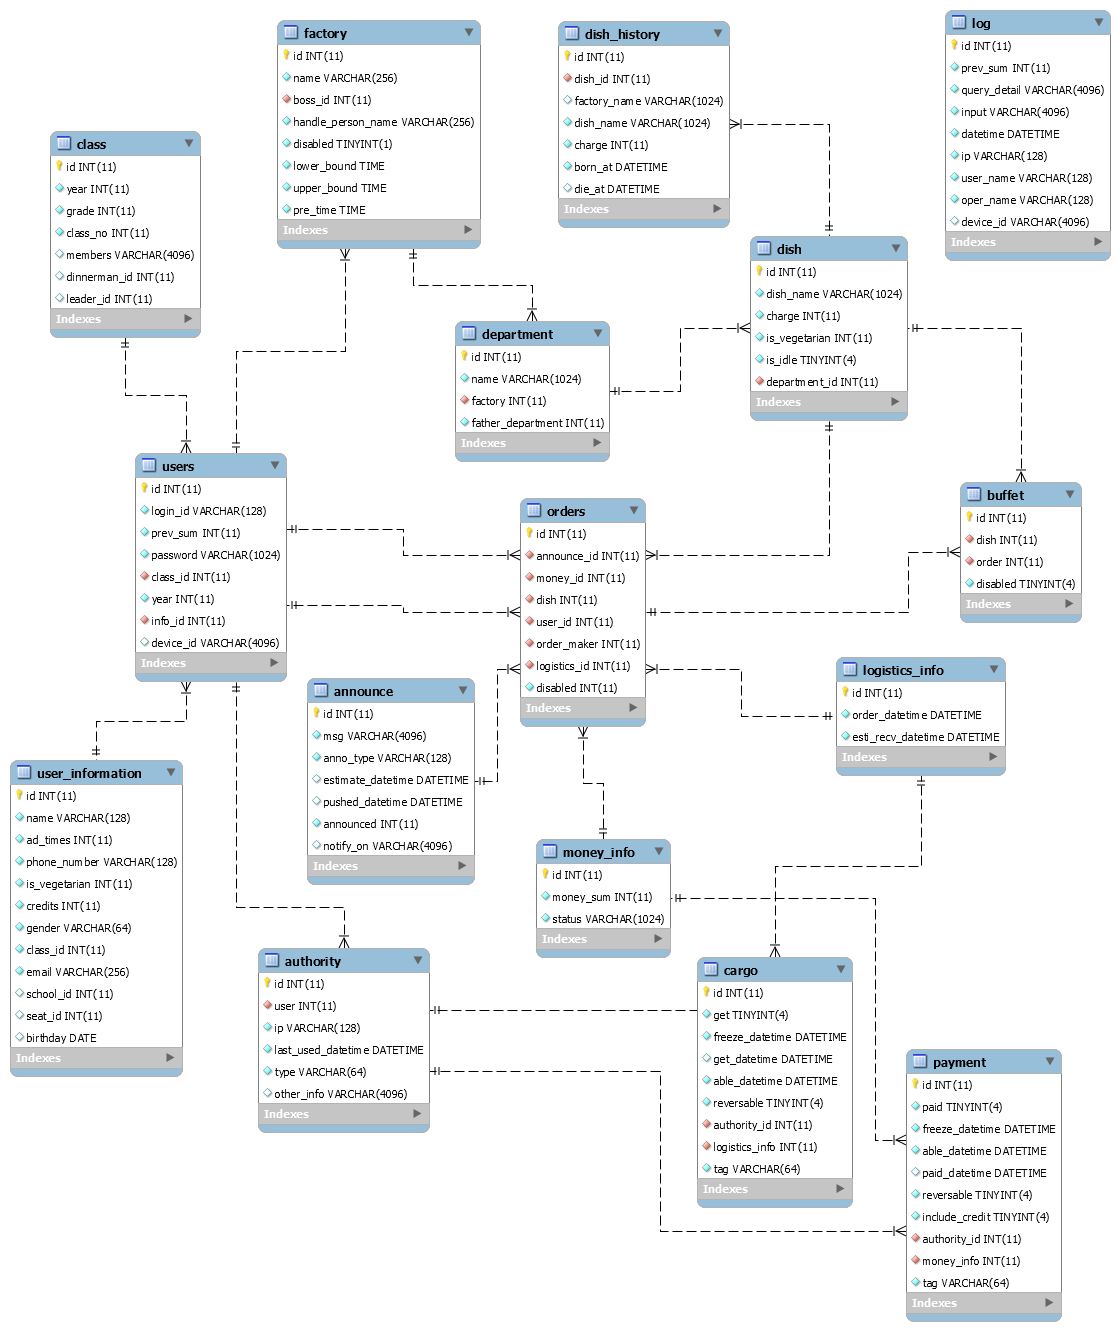 factory
id INT(11)
name VARCHAR(256)
boss_id INT(11)
handle_person_name VARCHAR(256)
disabled TINYINT(1)
lower_bound TIME
upper_bound TIME
pre_time TIME
Indexes
dish_history
id INT(11)
dish_id INT(11)
factory_name VARCHAR(1024)
dish_name VARCHAR(1024)
charge INT(11)
born_at DATETIME
die_at DATETIME
Indexes
log
id INT(11)
prev_sum INT(11)
query_detail VARCHAR(4096)
input VARCHAR(4096)
datetime DATETIME
ip VARCHAR(128)
user_name VARCHAR(128)
oper_name VARCHAR(128)
device_id VARCHAR(4096)
Indexes
class
id INT(11)
year INT(11)
grade INT(11)
class_no INT(11)
members VARCHAR(4096)
dinnerman_id INT(11)
leader_id INT(11)
Indexes
dish
id INT(11)
dish_name VARCHAR(1024)
charge INT(11)
is_vegetarian INT(11)
is_idle TINYINT(4)
department_id INT(11)
Indexes
department
id INT(11)
name VARCHAR(1024)
factory INT(11)
father_department INT(11)
Indexes
users
id INT(11)
login_id VARCHAR(128)
prev_sum INT(11)
password VARCHAR(1024)
class_id INT(11)
year INT(11)
info_id INT(11)
device_id VARCHAR(4096)
Indexes
orders
id INT(11)
announce_id INT(11)
money_id INT(11)
dish INT(11)
user_id INT(11)
order_maker INT(11)
logistics_id INT(11)
disabled INT(11)
Indexes
buffet
id INT(11)
dish INT(11)
order INT(11)
disabled TINYINT(4)
Indexes
announce
id INT(11)
msg VARCHAR(4096)
anno_type VARCHAR(128)
estimate_datetime DATETIME
pushed_datetime DATETIME
announced INT(11)
notify_on VARCHAR(4096)
Indexes
logistics_info
id INT(11)
order_datetime DATETIME
esti_recv_datetime DATETIME
Indexes
user_information
id INT(11)
name VARCHAR(128)
ad_times INT(11)
phone_number VARCHAR(128)
is_vegetarian INT(11)
credits INT(11)
gender VARCHAR(64)
class_id INT(11)
email VARCHAR(256)
school_id INT(11)
seat_id INT(11)
birthday DATE
Indexes
money_info
id INT(11)
money_sum INT(11)
status VARCHAR(1024)
Indexes
authority
id INT(11)
user INT(11)
ip VARCHAR(128)
last_used_datetime DATETIME
type VARCHAR(64)
other_info VARCHAR(4096)
Indexes
cargo
id INT(11)
get TINYINT(4)
freeze_datetime DATETIME
get_datetime DATETIME
able_datetime DATETIME
reversable TINYINT(4)
authority_id INT(11)
logistics_info INT(11)
tag VARCHAR(64)
Indexes
payment
id INT(11)
paid TINYINT(4)
freeze_datetime DATETIME
able_datetime DATETIME
paid_datetime DATETIME
reversable TINYINT(4)
include_credit TINYINT(4)
authority_id INT(11)
money_info INT(11)
tag VARCHAR(64)
Indexes